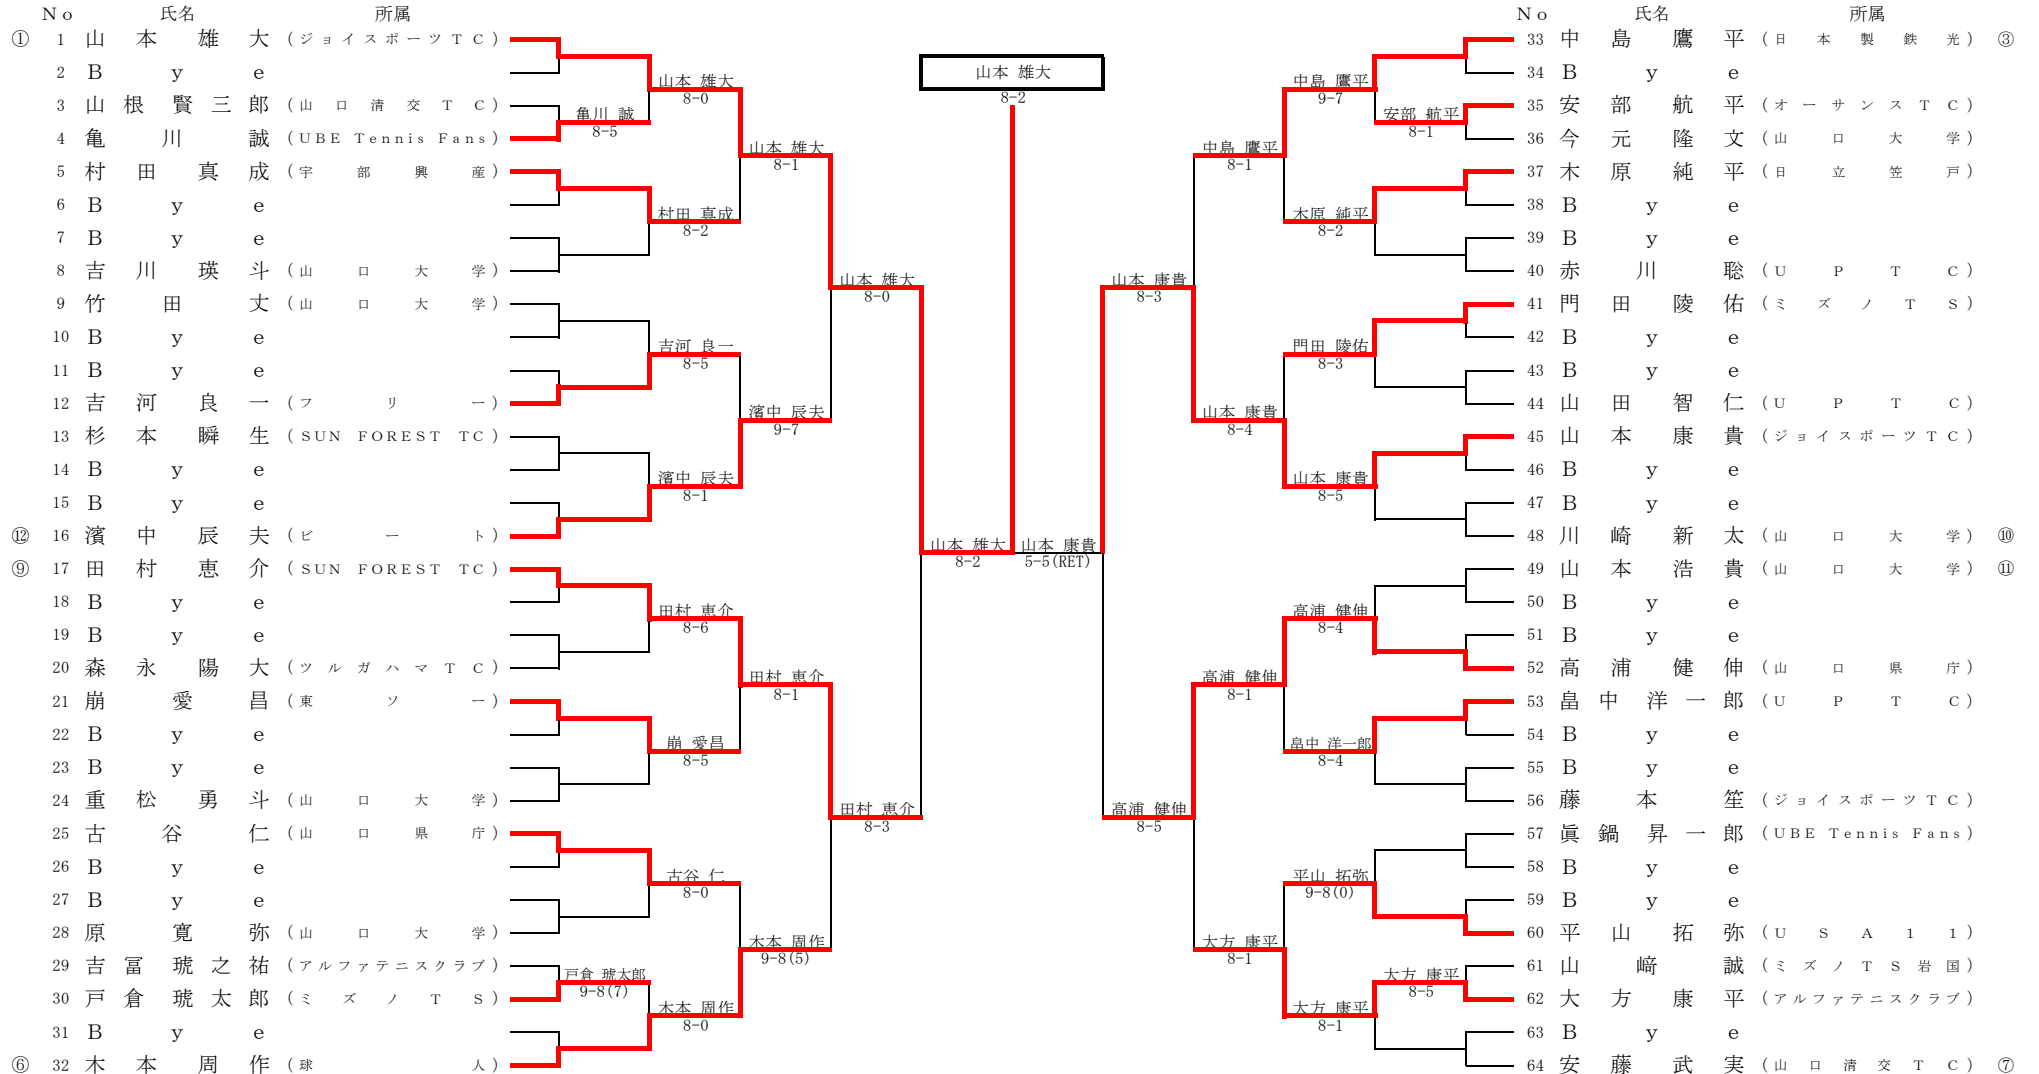 No 氏名 所属
① 1 山本雄大 (ジョイスポーツTC)
2 Bye
3 山根賢三郎 (山口清交TC)
4 亀川誠 (UBE Tennis Fans)
5 村田真成 (宇部興産)
6 Bye
7 Bye
8 吉川瑛斗 (山口大学)
9 竹田丈 (山口大学)
10 Bye
11 Bye
12 吉河良一 (フリー)
13 杉本瞬生 (SUN FOREST TC)
14 Bye
15 Bye
⑫ 16 濱中辰夫 (ビート)
⑨ 17 田村恵介 (SUN FOREST TC)
18 Bye
19 Bye
20 森永陽大 (ツルガハマTC)
21 崩愛昌 (東ソー)
22 Bye
23 Bye
24 重松勇斗 (山口大学)
25 古谷仁 (山口県庁)
26 Bye
27 Bye
28 原寛弥 (山口大学)
29 吉冨琥之祐 (アルファテニスクラブ)
30 戸倉琥太郎 (ミズノTS)
31 Bye
⑥ 32 木本周作 (球人)
亀川 誠
8-5
戸倉 琥太郎
9-8(7)
山本 雄大
8-0
村田 真成
8-2
吉河 良一
8-5
濱中 辰夫
8-1
田村 恵介
8-6
崩 愛昌
8-5
古谷 仁
8-0
木本 周作
8-0
山本 雄大
8-1
濱中 辰夫
9-7
田村 恵介
8-1
木本 周作
9-8(5)
山本 雄大
8-0
田村 恵介
8-3
山本 雄大
8-2
山本 雄大
8-2
山本 康貴
5-5(RET)
山本 康貴
8-3
高浦 健伸
8-5
中島 鷹平
8-1
山本 康貴
8-4
高浦 健伸
8-1
大方 康平
8-1
中島 鷹平
9-7
木原 純平
8-2
門田 陵佑
8-3
山本 康貴
8-5
高浦 健伸
8-4
畠中 洋一郎
8-4
平山 拓弥
9-8(0)
大方 康平
8-1
安部 航平
8-1
大方 康平
8-5
No 氏名 所属
33 中島鷹平 (日本製鉄光) ③
34 Bye
35 安部航平 (オーサンスTC)
36 今元隆文 (山口大学)
37 木原純平 (日立笠戸)
38 Bye
39 Bye
40 赤川聡 (UPTC)
41 門田陵佑 (ミズノTS)
42 Bye
43 Bye
44 山田智仁 (UPTC)
45 山本康貴 (ジョイスポーツTC)
46 Bye
47 Bye
48 川崎新太 (山口大学) ⑩
49 山本浩貴 (山口大学) ⑪
50 Bye
51 Bye
52 高浦健伸 (山口県庁)
53 畠中洋一郎 (UPTC)
54 Bye
55 Bye
56 藤本笙 (ジョイスポーツTC)
57 眞鍋昇一郎 (UBE Tennis Fans)
58 Bye
59 Bye
60 平山拓弥 (USA11)
61 山﨑誠 (ミズノTS岩国)
62 大方康平 (アルファテニスクラブ)
63 Bye
64 安藤武実 (山口清交TC) ⑦